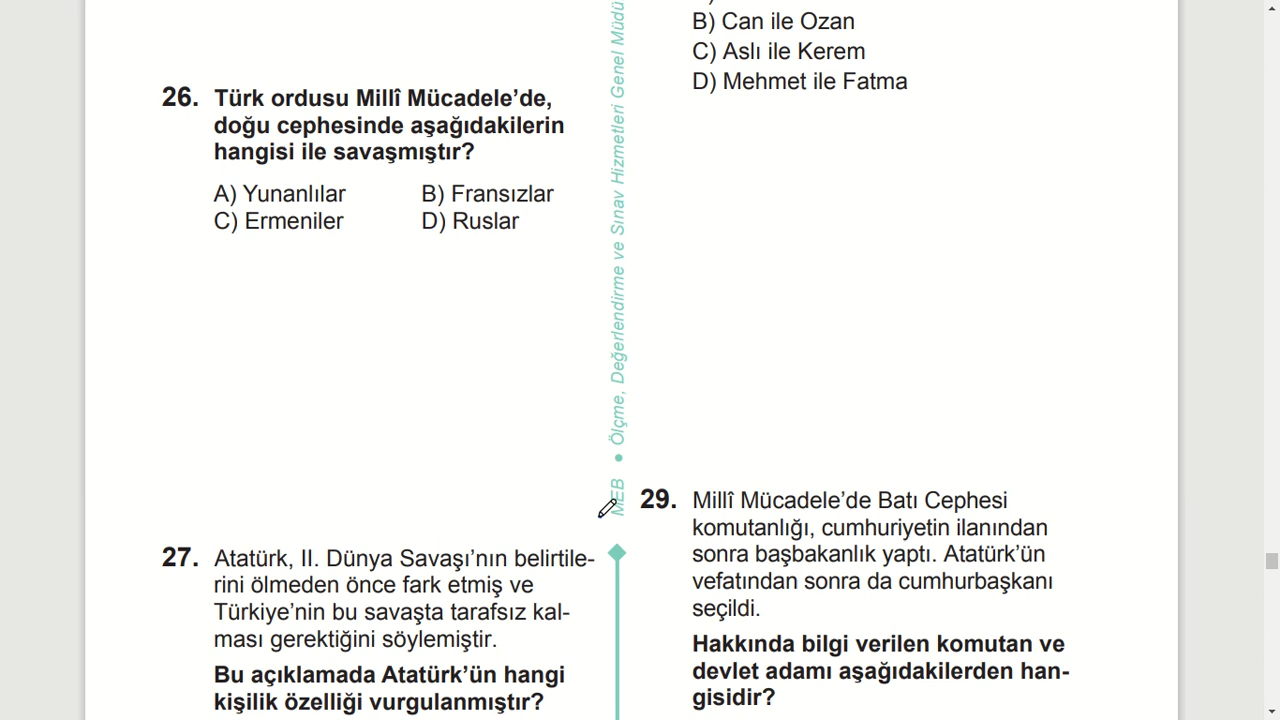 26. Türk ordusu Millî Mücadele’de,
doğu cephesinde aşağıdakilerin
hangisi ile savaşmıştır?
A) Yunanlılar B) Fransızlar
C) Ermeniler D) Ruslar
27. Atatürk, II. Dünya Savaşı’nın belirtile-
rini ölmeden önce fark etmiş ve
Türkiye’nin bu savaşta tarafsız kal-
ması gerektiğini söylemiştir.
Bu açıklamada Atatürk’ün hangi
kişilik özelliği vurgulanmıştır?
MEB ● Ölçme, Değerlendirme ve Sınav Hizmetleri Genel Müdü
B) Can ile Ozan
C) Aslı ile Kerem
D) Mehmet ile Fatma
29. Millî Mücadele’de Batı Cephesi
komutanlığı, cumhuriyetin ilanından
sonra başbakanlık yaptı. Atatürk’ün
vefatından sonra da cumhurbaşkanı
seçildi.
Hakkında bilgi verilen komutan ve
devlet adamı aşağıdakilerden han-
gisidir?